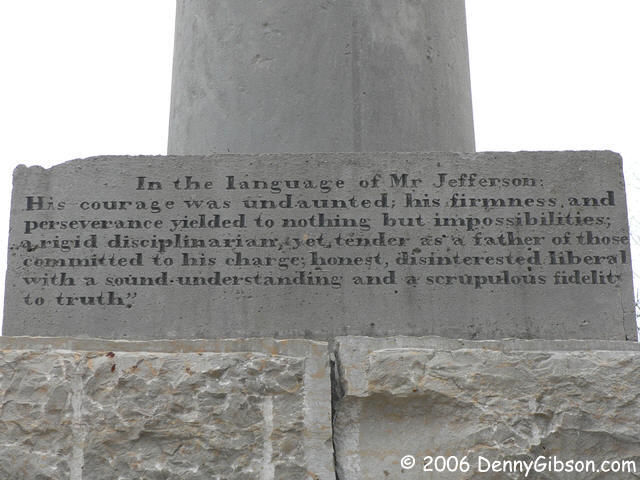 In the language of Mr Jefferson:
His courage was undaunted; his firmness and
perseverance yielded to nothing but impossibilities;
a rigid disciplinarian, yet tender as a father of those
committed to his charge; honest, disinterested liberal
with a sound understanding and a scrupulous fidelity
to truth."
© 2006 DennyGibson.com